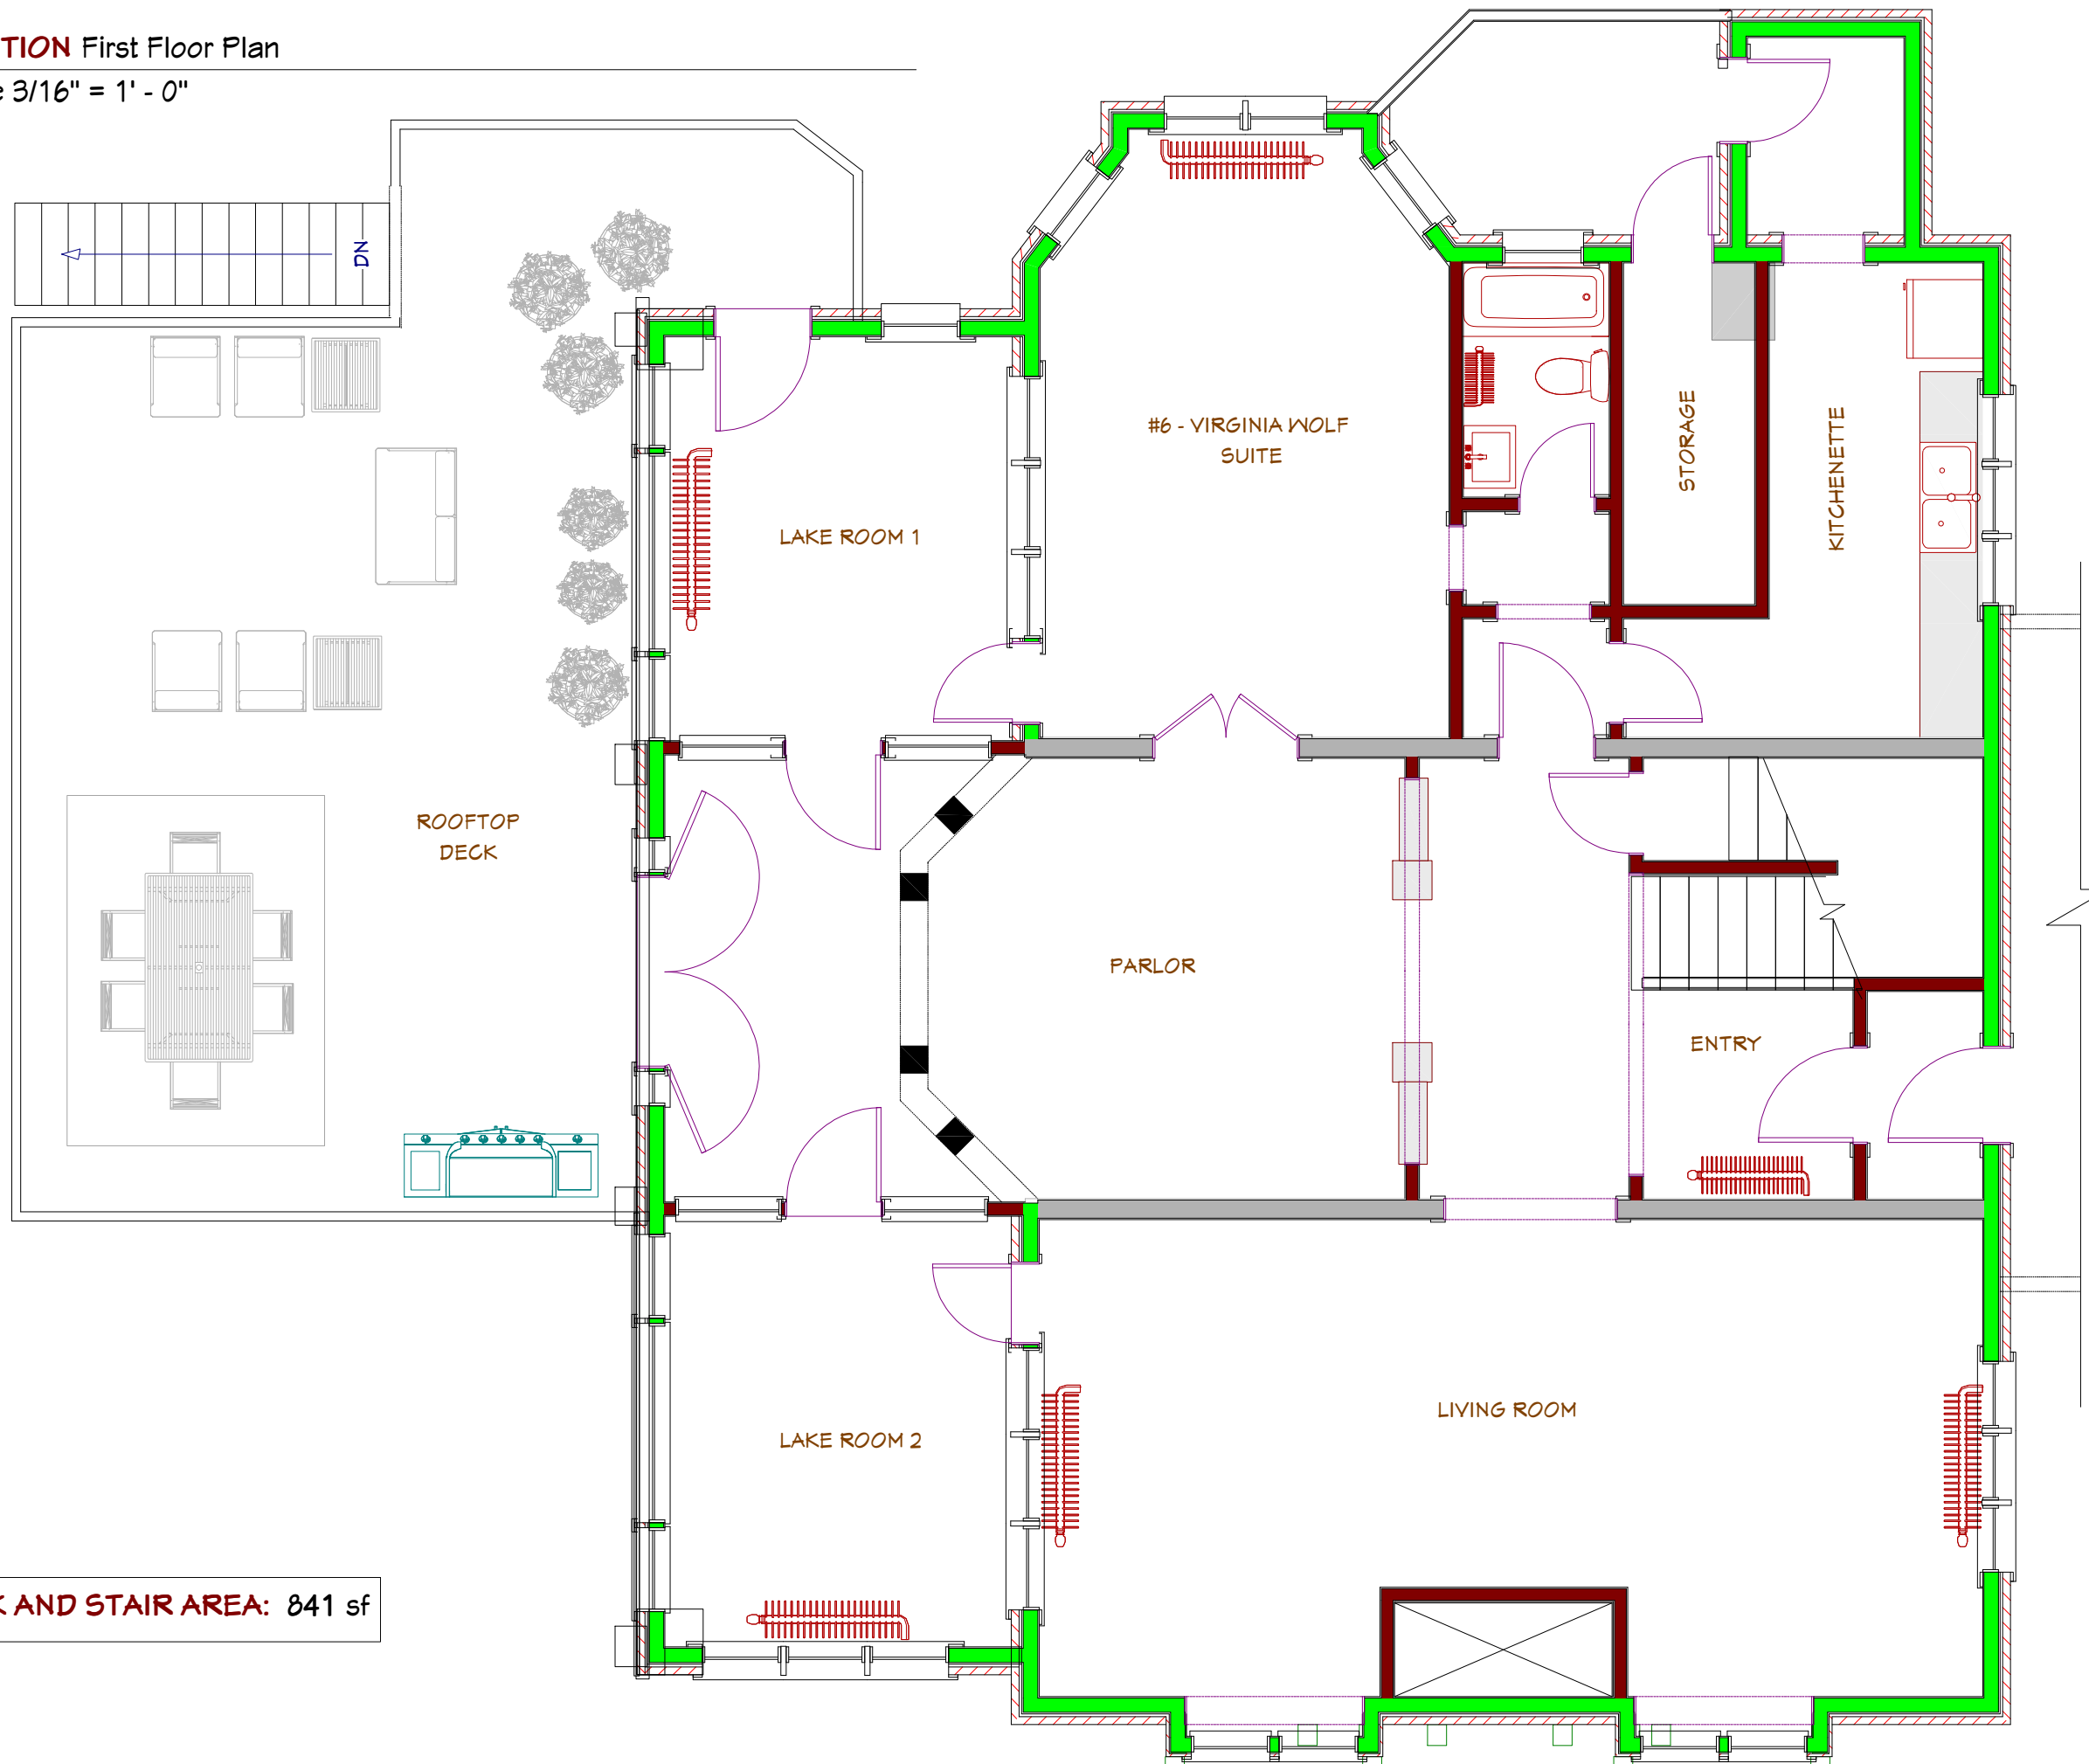 TION First Floor Plan
3/16" = 1' - 0"
DN
#6 - VIRGINIA WOLF
SUITE
STORAGE
KITCHENETTE
LAKE ROOM 1
ROOFTOP
DECK
PARLOR
ENTRY
LIVING ROOM
LAKE ROOM 2
AND STAIR AREA: 841 sf